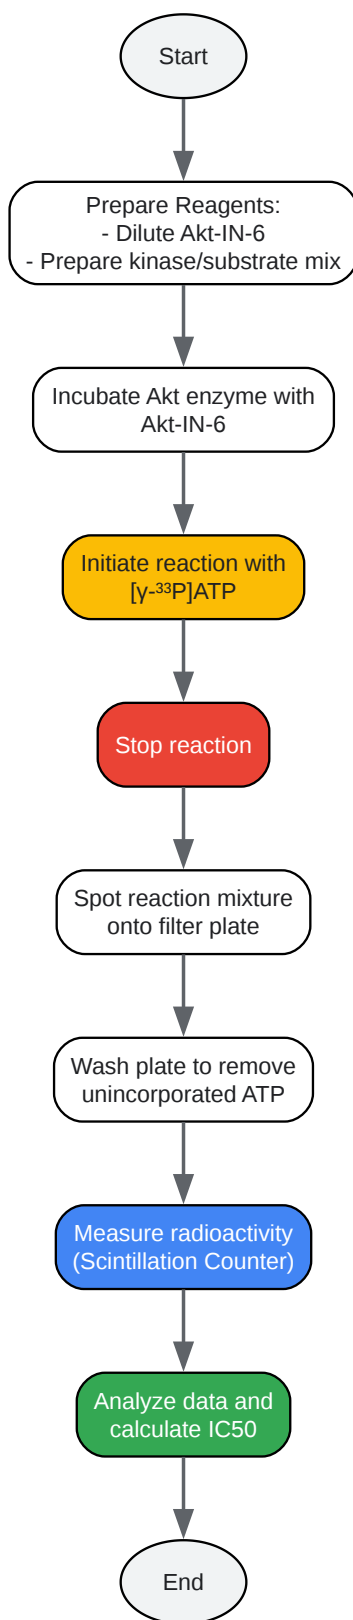 Start
Prepare Reagents:
- Dilute Akt-IN-6
- Prepare kinase/substrate mix
Incubate Akt enzyme with
Akt-IN-6
Initiate reaction with
[γ-³³P]ATP
Stop reaction
Spot reaction mixture
onto filter plate
Wash plate to remove
unincorporated ATP
Measure radioactivity
(Scintillation Counter)
Analyze data and
calculate IC50
End